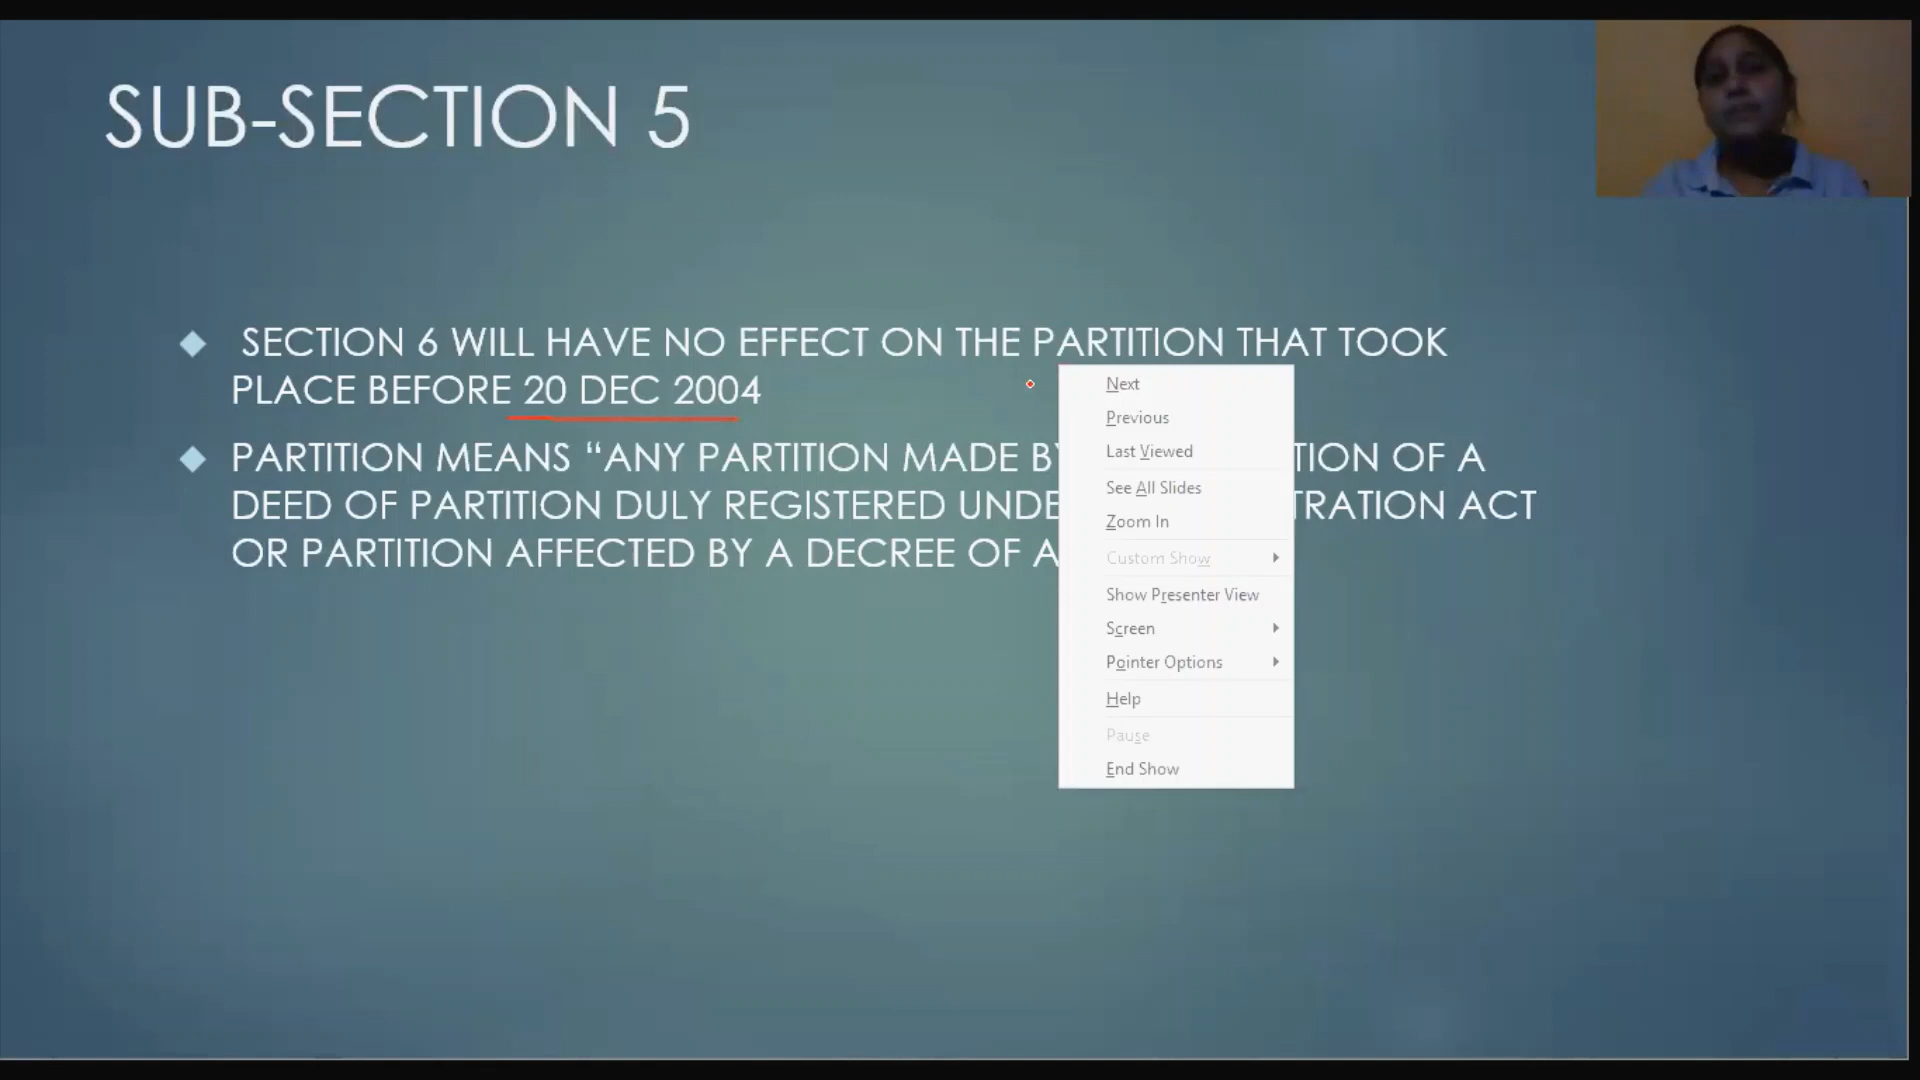 SUB-SECTION 5
SECTION 6 WILL HAVE NO EFFECT ON THE PARTITION THAT TOOK
PLACE BEFORE 20 DEC 2004
PARTITION MEANS “ANY PARTITION MADE BY TION OF A
DEED OF PARTITION DULY REGISTERED UNDE TRATION ACT
OR PARTITION AFFECTED BY A DECREE OF A
Next
Previous
Last Viewed
See All Slides
Zoom In
Custom Show
Show Presenter View
Screen
Pointer Options
Help
Pause
End Show